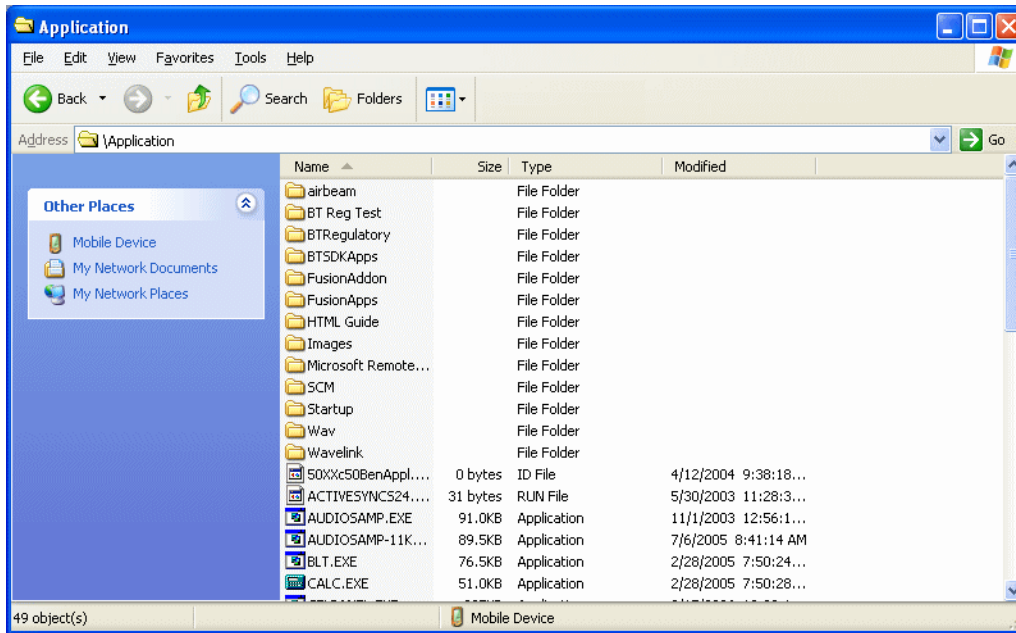 Application
File Edit View Favorites Tools Help
Back Search Folders
Address \Application Go
Other Places
Mobile Device
My Network Documents
My Network Places
Name Size Type Modified
airbeam File Folder
BT Reg Test File Folder
BTRegulatory File Folder
BTSDKApps File Folder
FusionAddon File Folder
FusionApps File Folder
HTML Guide File Folder
Images File Folder
Microsoft Remote... File Folder
SCM File Folder
Startup File Folder
Wav File Folder
Wavelink File Folder
50XXc50BenAppl.... 0 bytes ID File 4/12/2004 9:38:18...
ACTIVESYNCS24.... 31 bytes RUN File 5/30/2003 11:28:3...
AUDIOSAMP.EXE 91.0KB Application 11/1/2003 12:56:1...
AUDIOSAMP-11K... 89.5KB Application 7/6/2005 8:41:14 AM
BLT.EXE 76.5KB Application 2/28/2005 7:50:24...
CALC.EXE 51.0KB Application 2/28/2005 7:50:28...
49 object(s) Mobile Device